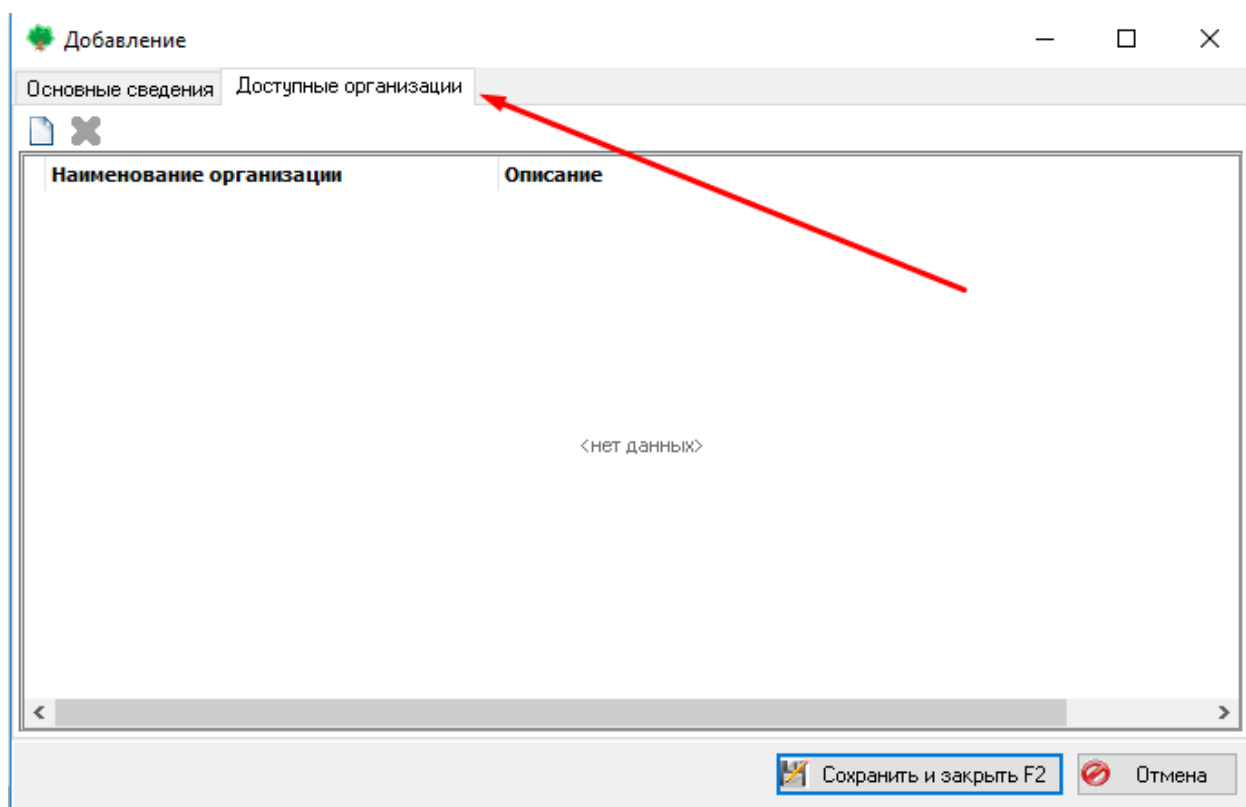 Добавление
Основные сведения Доступные организации
Наименование организации Описание
<нет данных>
Сохранить и закрыть F2 Отмена